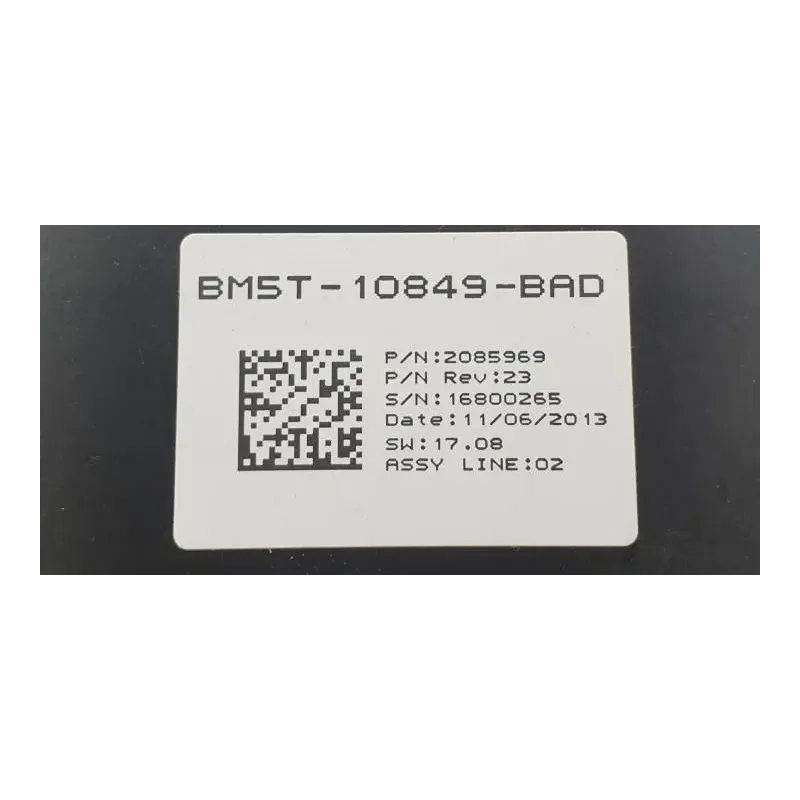 BM5T-10849-BAD
P/N:2085969
P/N Rev:23
S/N:16800265
Date:11/06/2013
SW:17.08
ASSY LINE:02